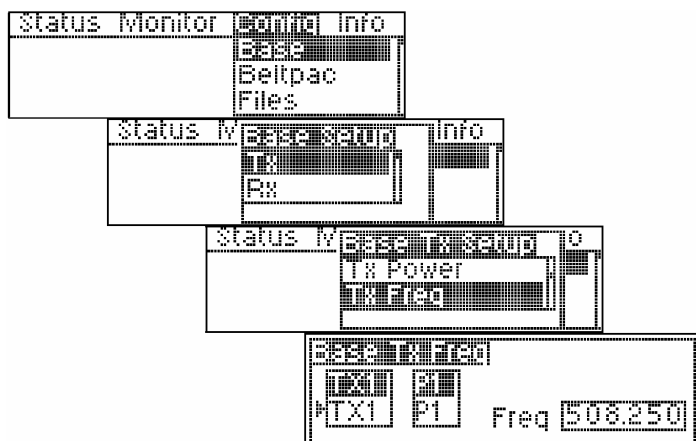 Status Monitor Config Info
Base
Beltpac
Files
Status M Base Setup Info
Tx
Rx
Status M Base Tx Setup o
Tx Power
Tx Freq
Base Tx Freq
TX1 P1
TX1 P1 Freq 508.250